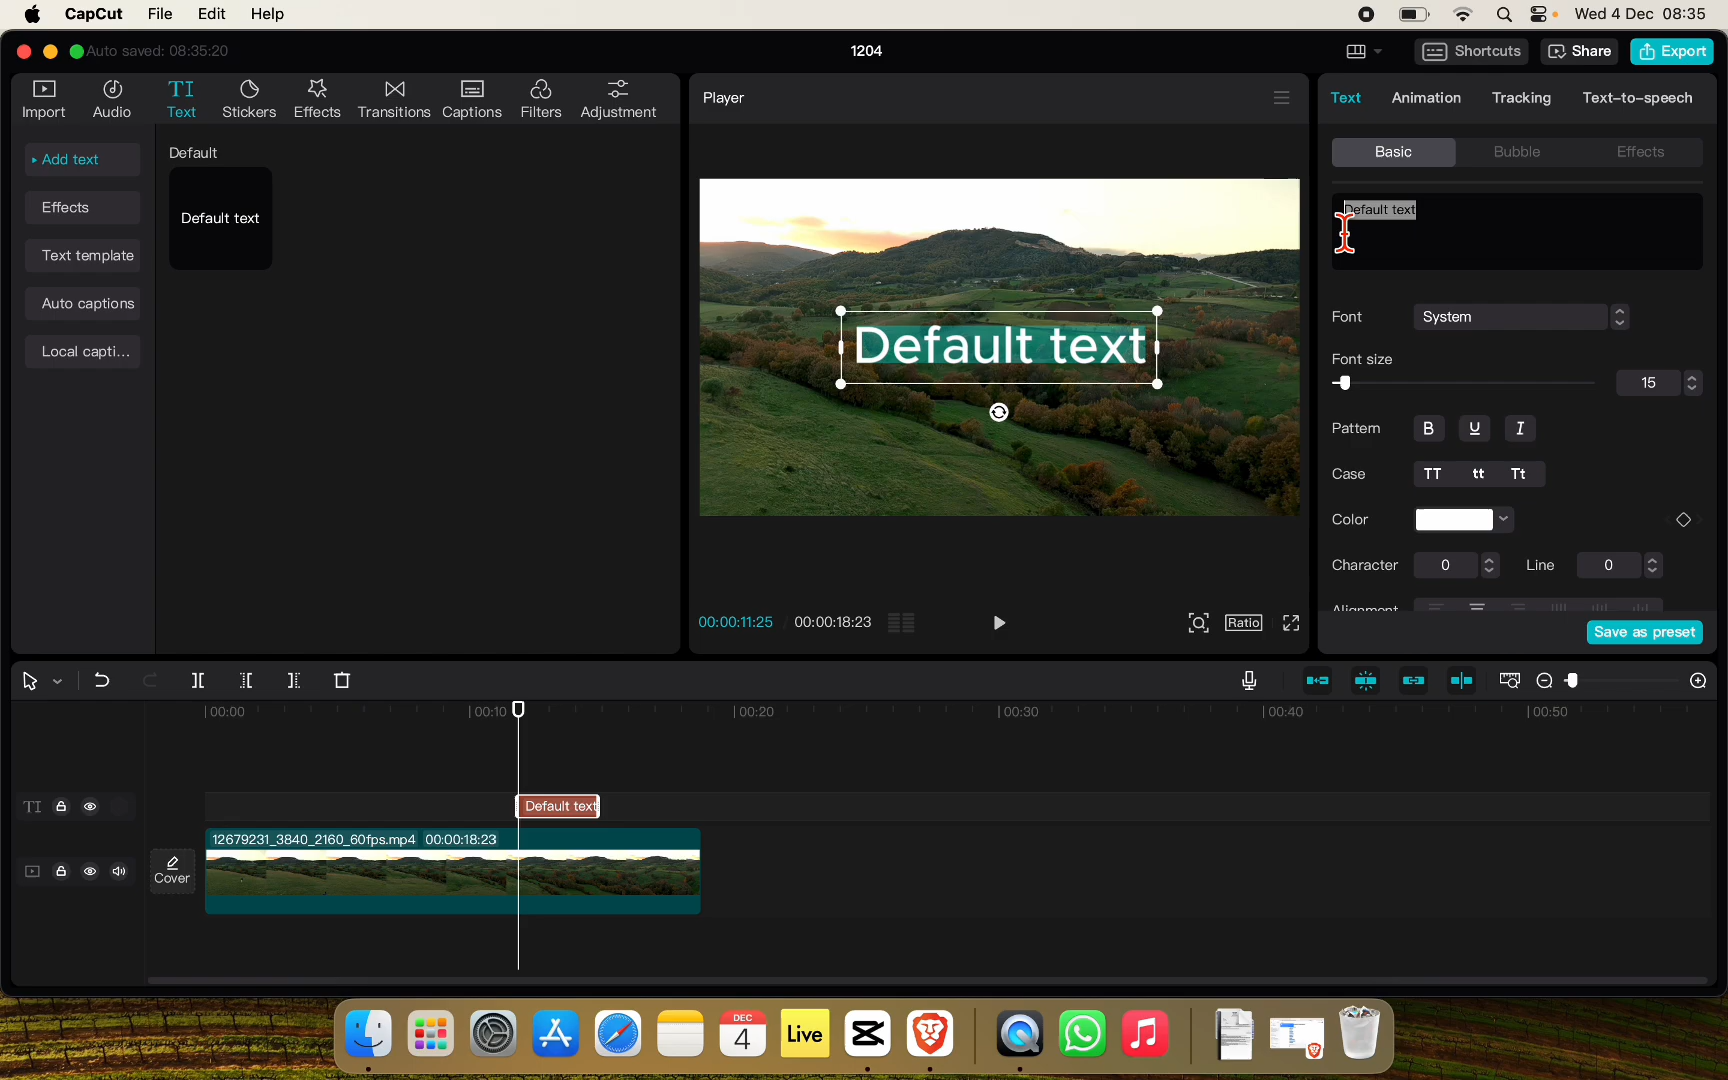 CapCut File Edit Help
Wed 4 Dec 08:35
Auto saved: 08:35:20
1204
Shortcuts Share Export
Import Audio Text Stickers Effects Transitions Captions Filters Adjustment
TI
Add text
Effects
Text template
Auto captions
Local capti...
Default
Default text
Player
Default text
00:00:11:25 00:00:18:23
Ratio
Text Animation Tracking Text-to-speech
Basic Bubble Effects
Default text
Font System
Font size
15
Pattern B U I
Case TT tt Tt
Color
Character 0 Line 0
Alignment
Save as preset
00:00 00:10 00:20 00:30 00:40 00:50
TI
Default text
12679231_3840_2160_60fps.mp4 00:00:18:23
Cover
DEC
4
Live